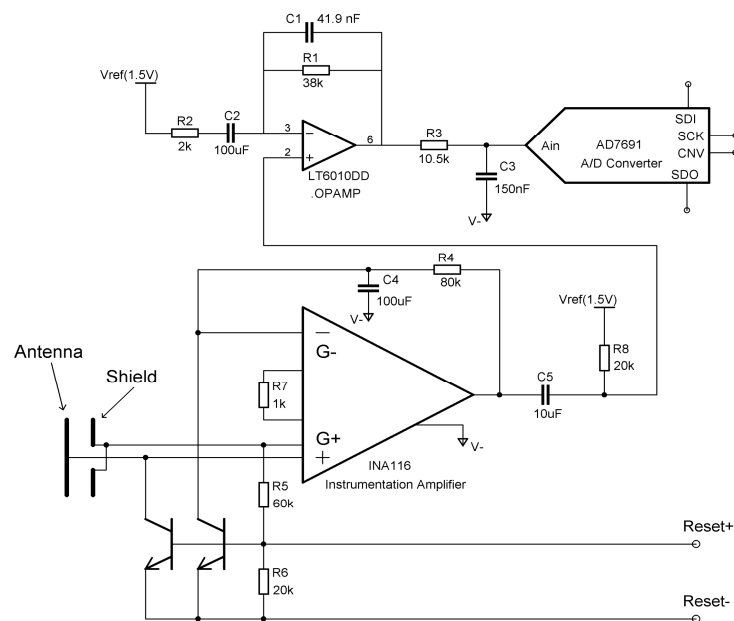 C1
41.9 nF
R1
38k
Vref(1.5V)
R2
2k
C2
100uF
3
−
2
+
6
LT6010DD
.OPAMP
R3
10.5k
C3
150nF
V-
Ain
AD7691
A/D Converter
SDI
SCK
CNV
SDO
R4
80k
C4
100uF
V-
Vref(1.5V)
R8
20k
C5
10uF
Antenna
Shield
−
G-
R7
1k
G+
+
V-
INA116
Instrumentation Amplifier
R5
60k
R6
20k
Reset+
Reset-